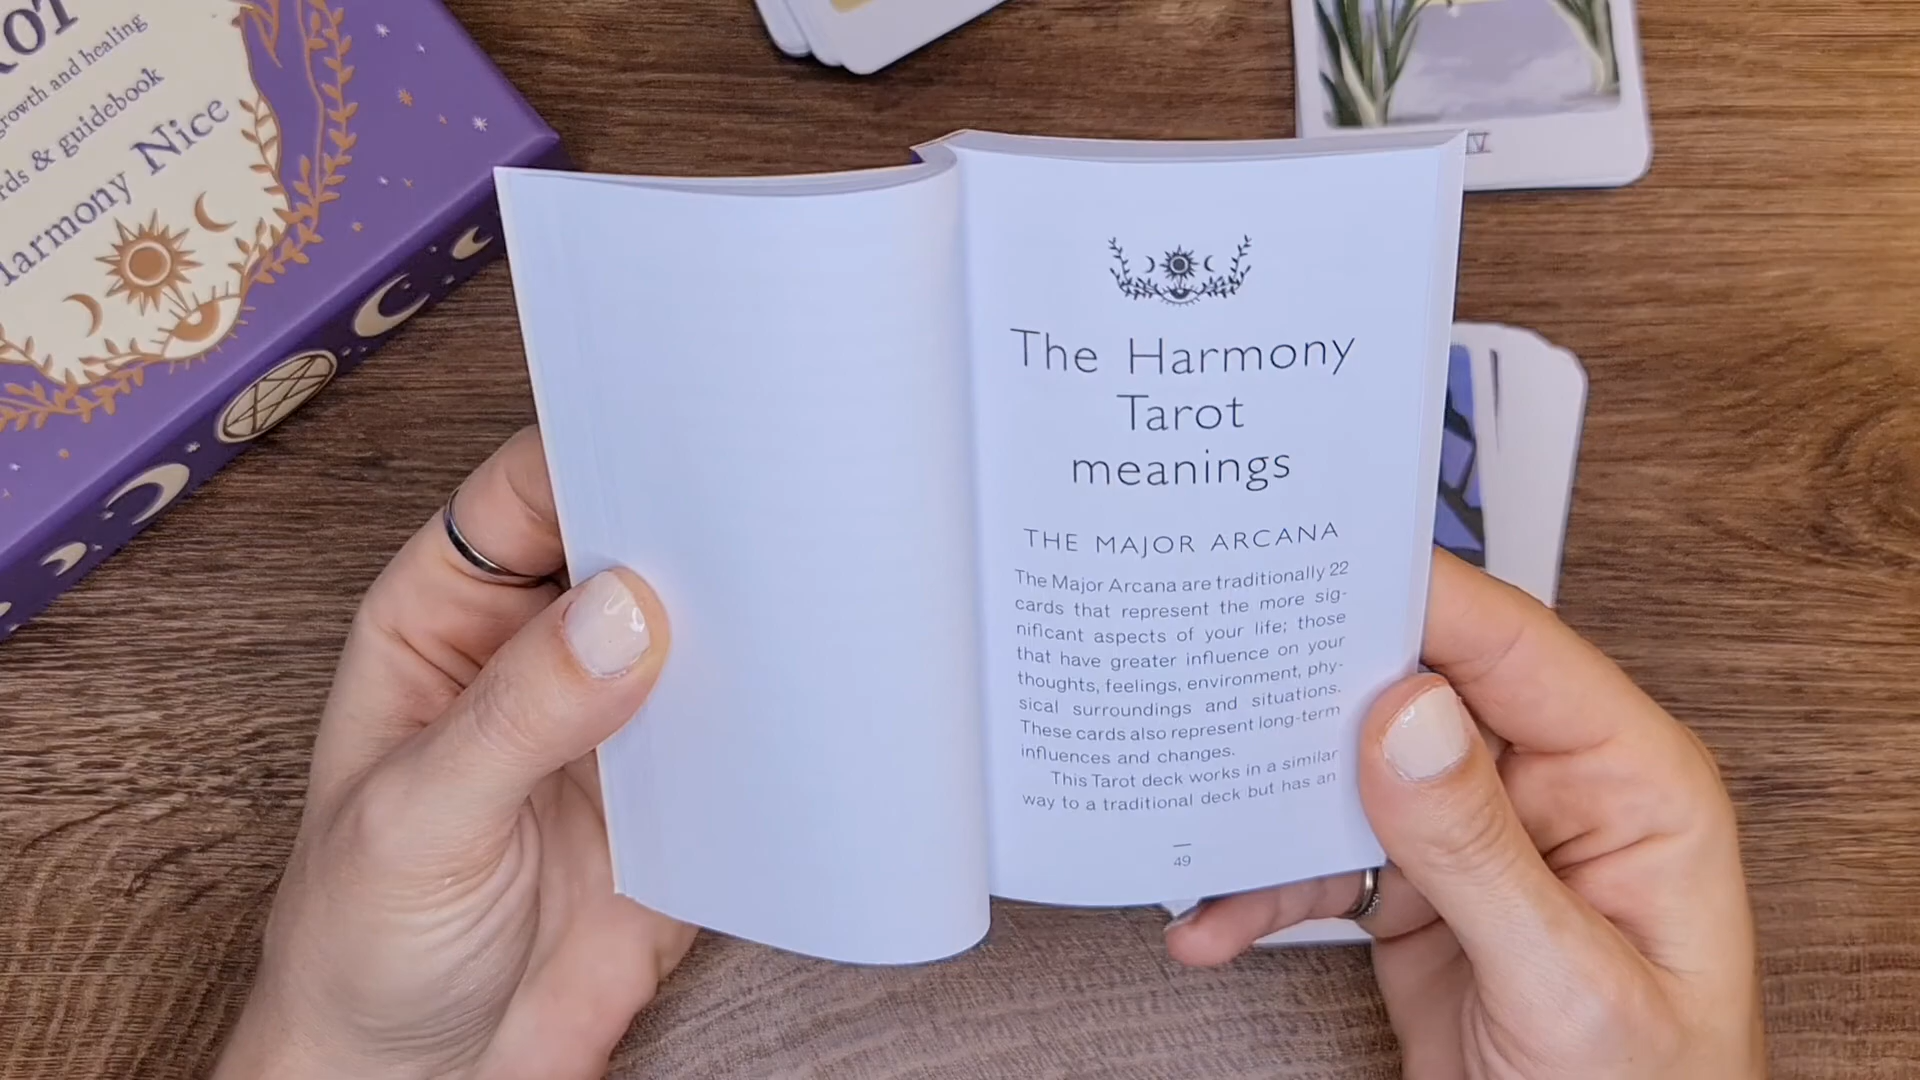 growth and healing
& guidebook
Harmony Nice
IV
The Harmony
Tarot
meanings
THE MAJOR ARCANA
The Major Arcana are traditionally 22
cards that represent the more sig-
nificant aspects of your life; those
that have greater influence on your
thoughts, feelings, environment, phy-
sical surroundings and situations.
These cards also represent long-term
influences and changes.
This Tarot deck works in a similar
way to a traditional deck but has an
49